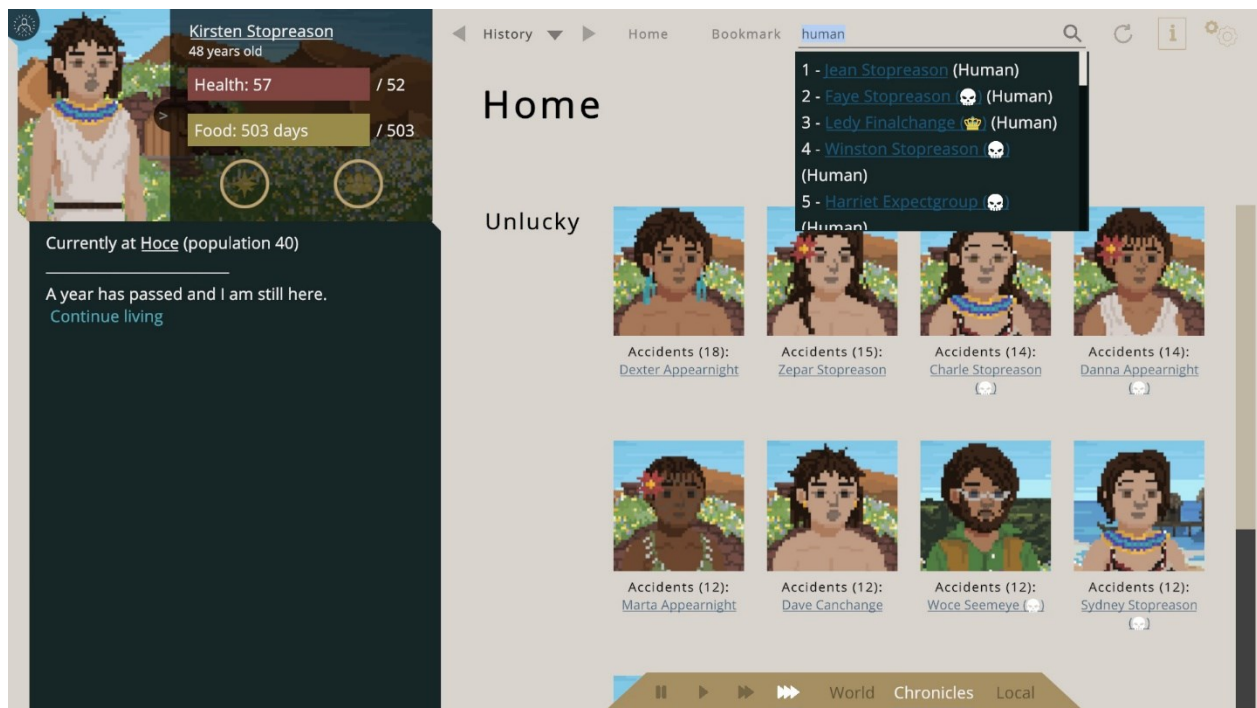 Kirsten Stopreason
48 years old
Health: 57 / 52
Food: 503 days / 503
Currently at Hoce (population 40)
A year has passed and I am still here.
Continue living
History
Home
Bookmark
human
i
1 - Jean Stopreason (Human)
2 - Faye Stopreason () (Human)
3 - Ledy Finalchange () (Human)
4 - Winston Stopreason ()
(Human)
5 - Harriet Expectgroup ()
(Human)
Home
Unlucky
Accidents (18):
Dexter Appearnight
Accidents (15):
Zepar Stopreason
Accidents (14):
Charle Stopreason
()
Accidents (14):
Danna Appearnight
()
Accidents (12):
Marta Appearnight
Accidents (12):
Dave Canchange
Accidents (12):
Woce Seemeye ()
Accidents (12):
Sydney Stopreason
()
World
Chronicles
Local